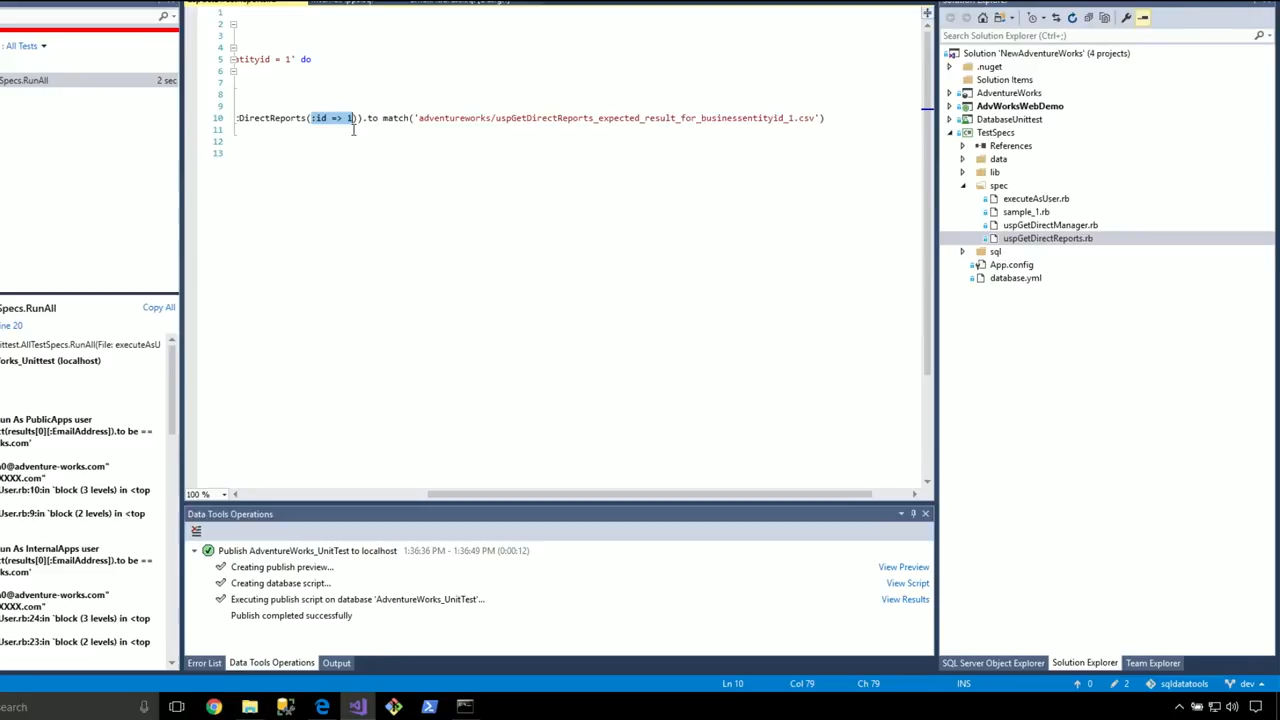 Search Solution Explorer (Ctrl+;)
: All Tests
Specs.RunAll
2 sec
Specs.RunAll
Copy All
ine 20
ittest.AllTestSpecs.RunAll(File: executeAsU
orks_Unittest (localhost)
un As PublicApps user
ct(results[0][:EmailAddress]).to be ==
ks.com'
a0@adventure-works.com"
XXXX.com"
User.rb:10:in `block (3 levels) in <top
User.rb:9:in `block (2 levels) in <top
un As InternalApps user
ct(results[0][:EmailAddress]).to be ==
ks.com'
a0@adventure-works.com"
XXXX.com"
User.rb:24:in `block (3 levels) in <top
User.rb:23:in `block (2 levels) in <top
1
2
3
4
5 tityid = 1' do
6
7
8
9
10 :DirectReports(:id => 1)).to match('adventureworks/uspGetDirectReports_expected_result_for_businessentityid_1.csv')
11
12
13
100 %
Solution 'NewAdventureWorks' (4 projects)
.nuget
Solution Items
AdventureWorks
AdvWorksWebDemo
DatabaseUnittest
TestSpecs
References
data
lib
spec
executeAsUser.rb
sample_1.rb
uspGetDirectManager.rb
uspGetDirectReports.rb
sql
App.config
database.yml
Data Tools Operations
Publish AdventureWorks_UnitTest to localhost 1:36:36 PM - 1:36:49 PM (0:00:12)
Creating publish preview... View Preview
Creating database script... View Script
Executing publish script on database 'AdventureWorks_UnitTest'... View Results
Publish completed successfully
Error List Data Tools Operations Output
SQL Server Object Explorer Solution Explorer Team Explorer
Ln 10 Col 79 Ch 79 INS 0 2 sqldatatools dev
search